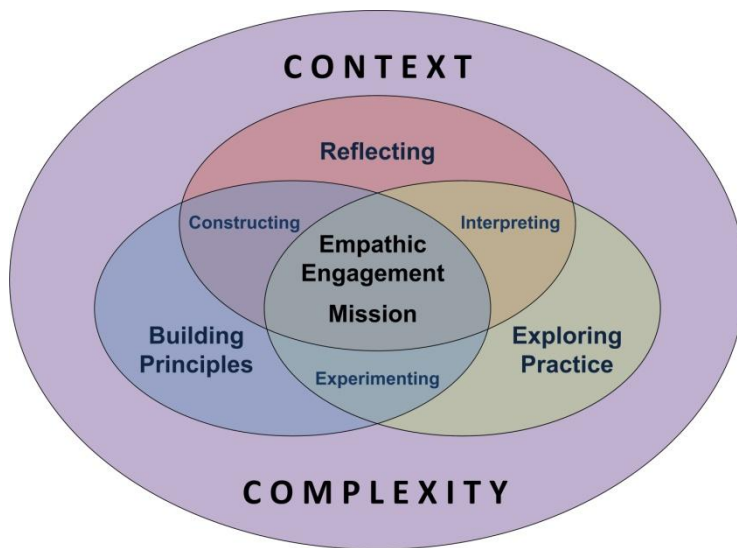 CONTEXT
Reflecting
Constructing
Interpreting
Empathic
Engagement
Mission
Building
Principles
Exploring
Practice
Experimenting
COMPLEXITY